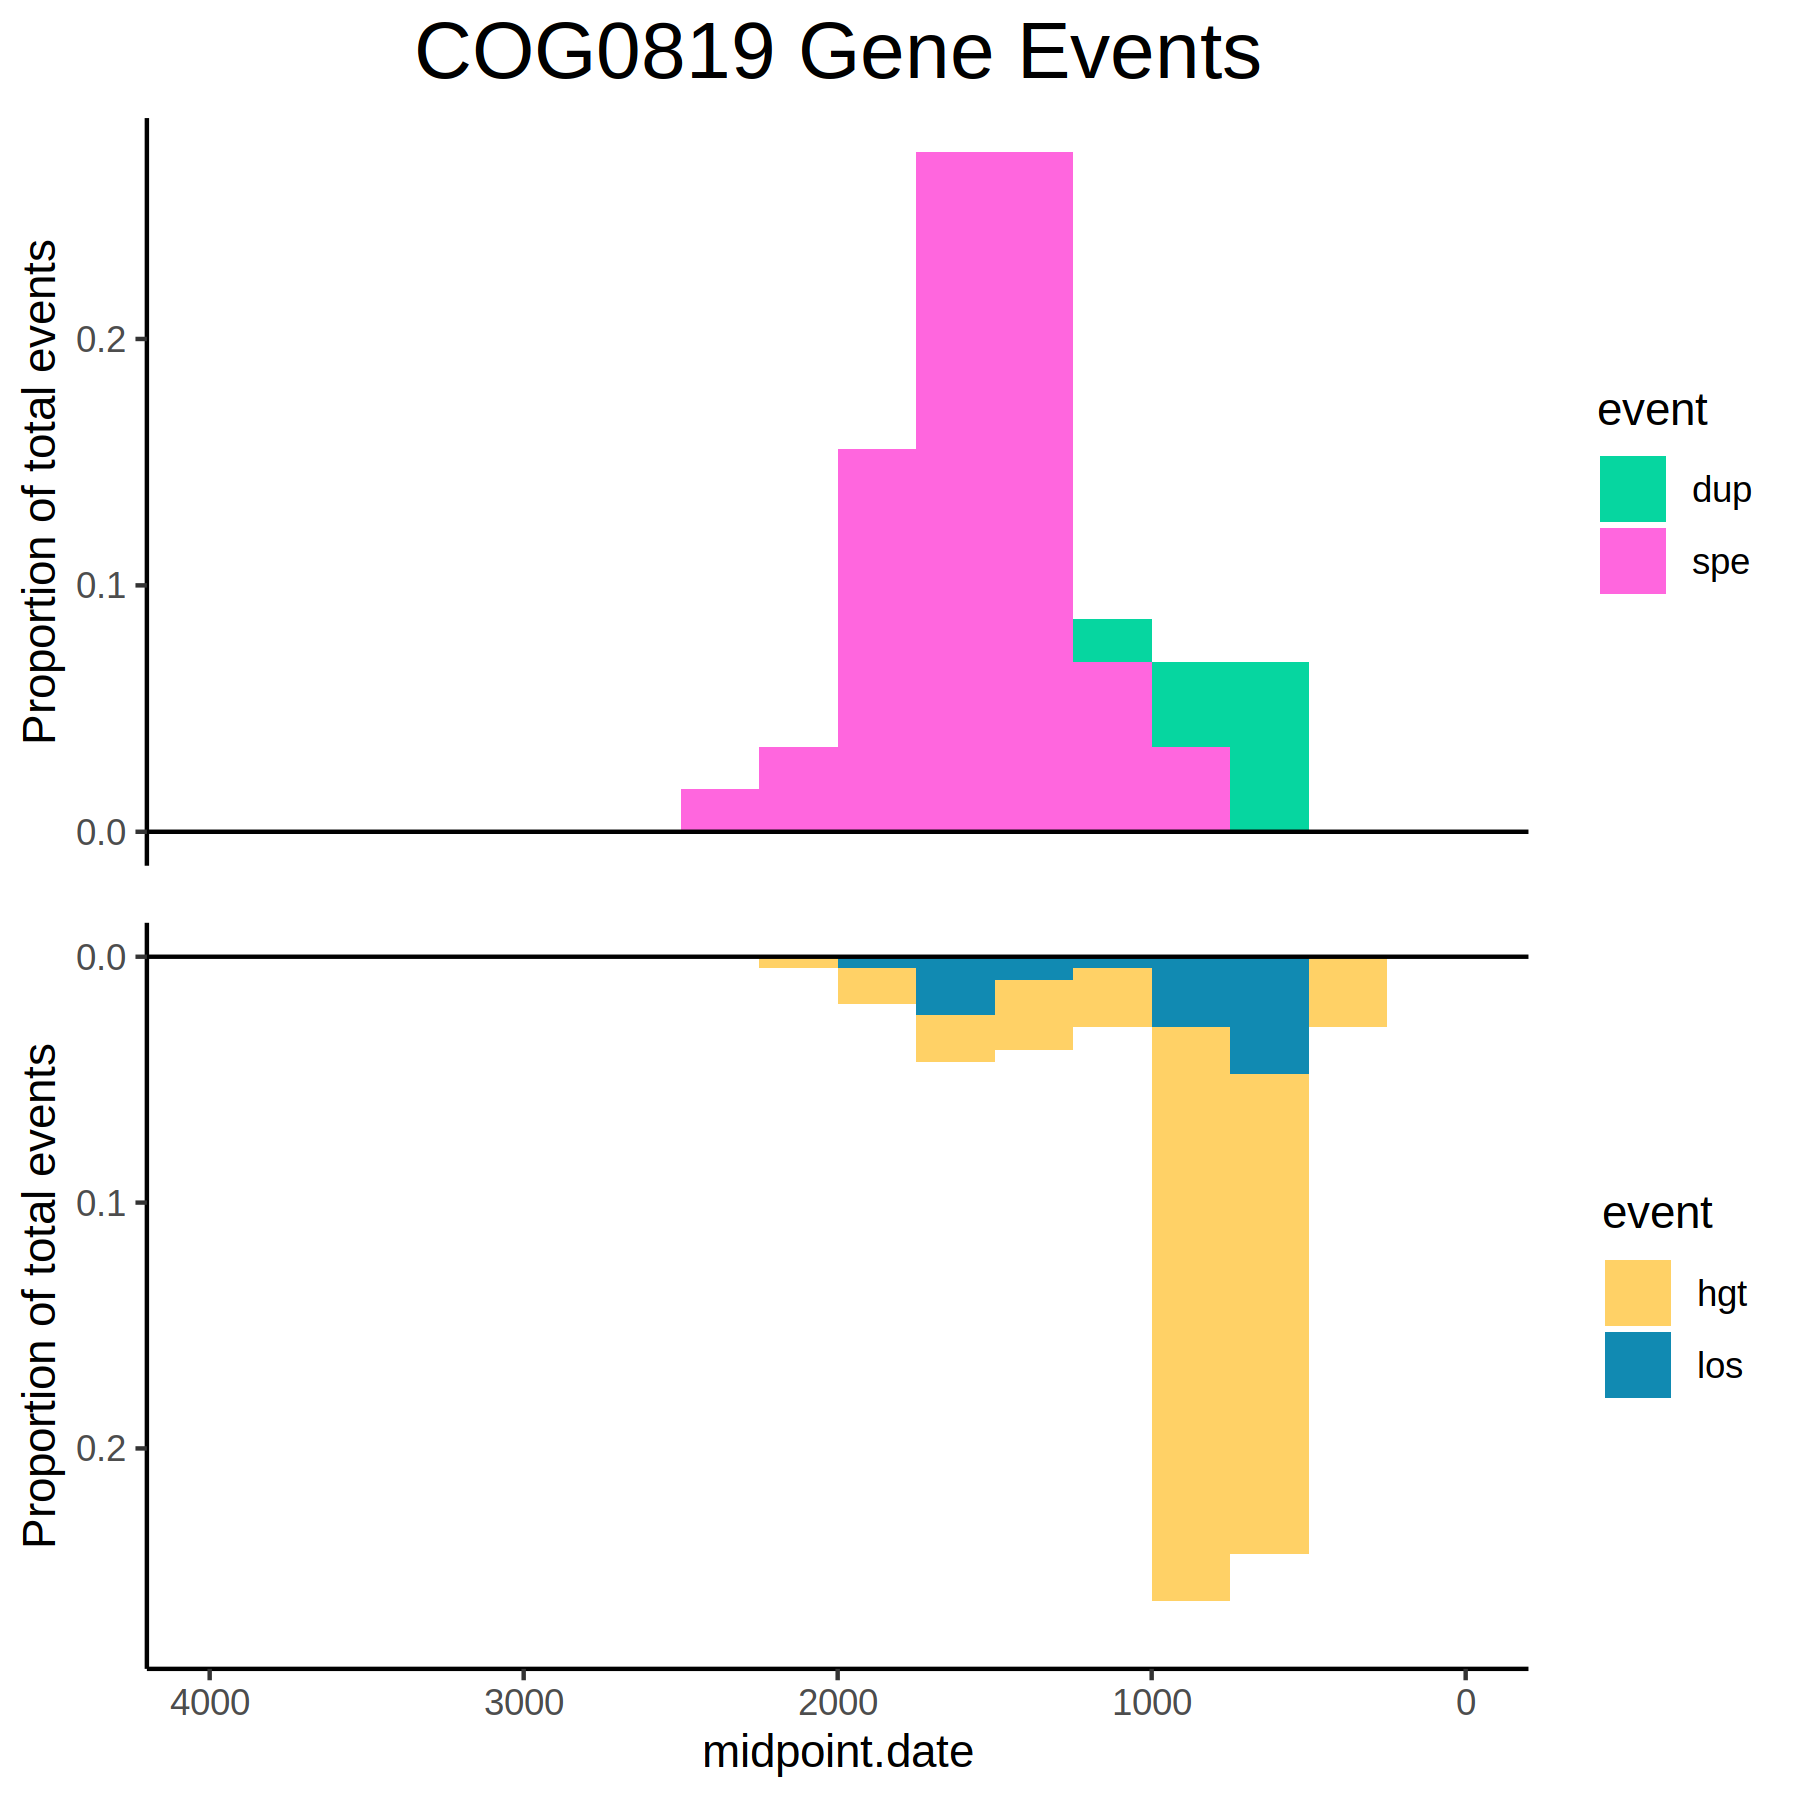 COG0819 Gene Events
Proportion of total events
0.2
0.1
0.0
event
dup
spe
Proportion of total events
0.0
0.1
0.2
event
hgt
los
4000 3000 2000 1000 0
midpoint.date